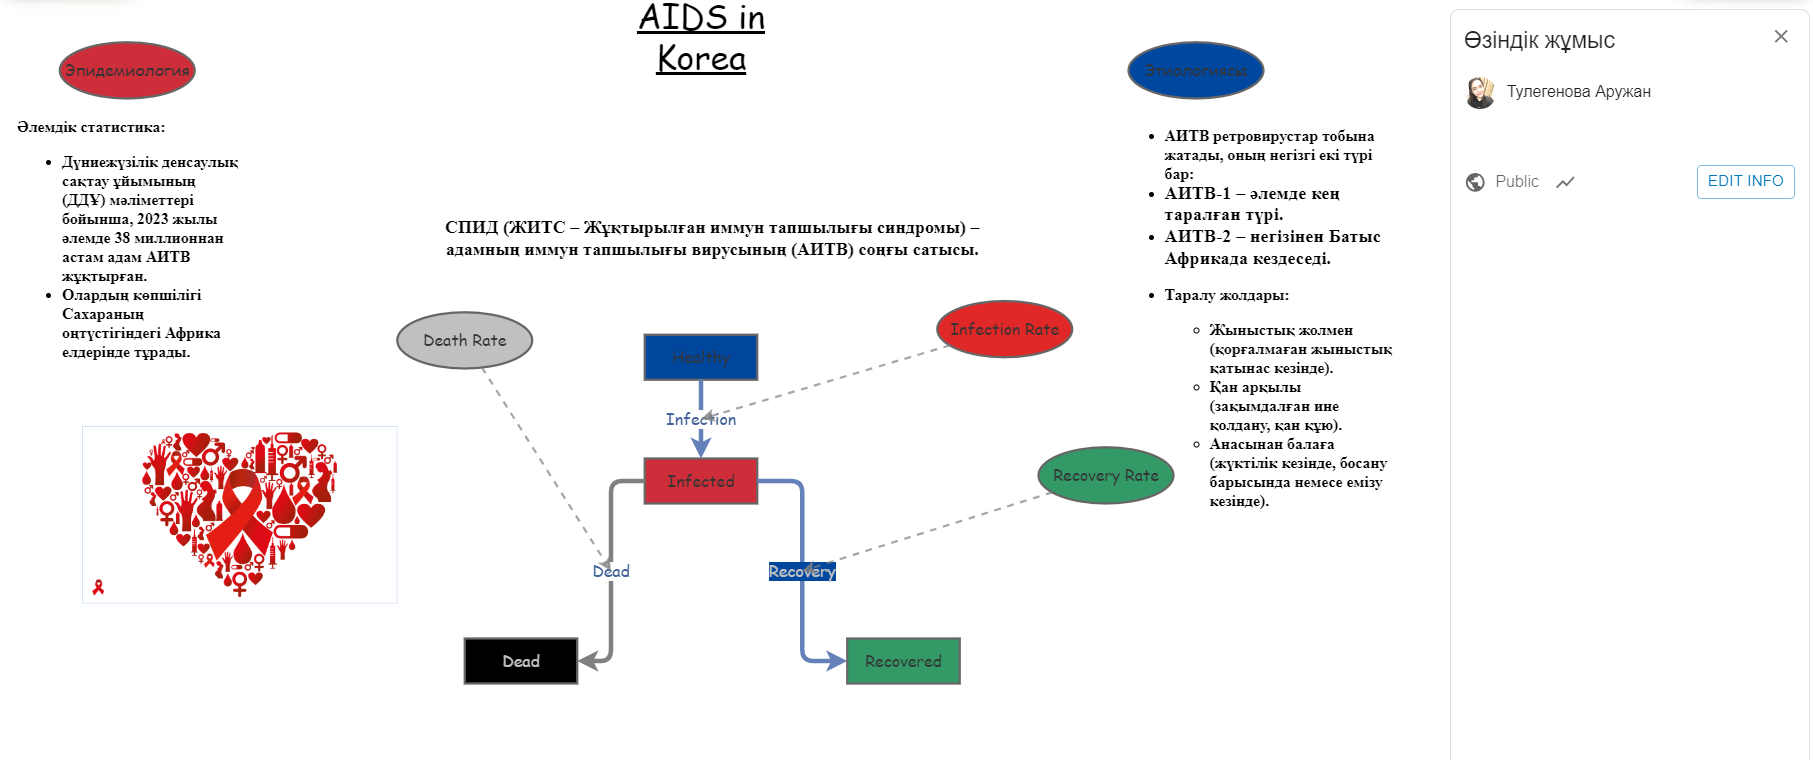 AIDS in
Korea
Эпидемиология
Әлемдік статистика:
Дүниежүзілік денсаулық
сақтау ұйымының
(ДДҰ) мәліметтері
бойынша, 2023 жылы
әлемде 38 миллионнан
астам адам АИТВ
жұқтырған.
Олардың көпшілігі
Сахараның
оңтүстігіндегі Африка
елдерінде тұрады.
СПИД (ЖИТС – Жұқтырылған иммун тапшылығы синдромы) –
адамның иммун тапшылығы вирусының (АИТВ) соңғы сатысы.
Death Rate
Healthy
Infection Rate
Infection
Infected
Recovery Rate
Dead
Recovery
Dead
Recovered
Этиологиясы
АИТВ ретровирустар тобына
жатады, оның негізгі екі түрі
бар:
АИТВ-1 – әлемде кең
таралған түрі.
АИТВ-2 – негізінен Батыс
Африкада кездеседі.
Таралу жолдары:
Жыныстық жолмен
(қорғалмаған жыныстық
қатынас кезінде).
Қан арқылы
(зақымдалған ине
қолдану, қан құю).
Анасынан балаға
(жүктілік кезінде, босану
барысында немесе емізу
кезінде).
Өзіндік жұмыс
Тулегенова Аружан
Public
EDIT INFO